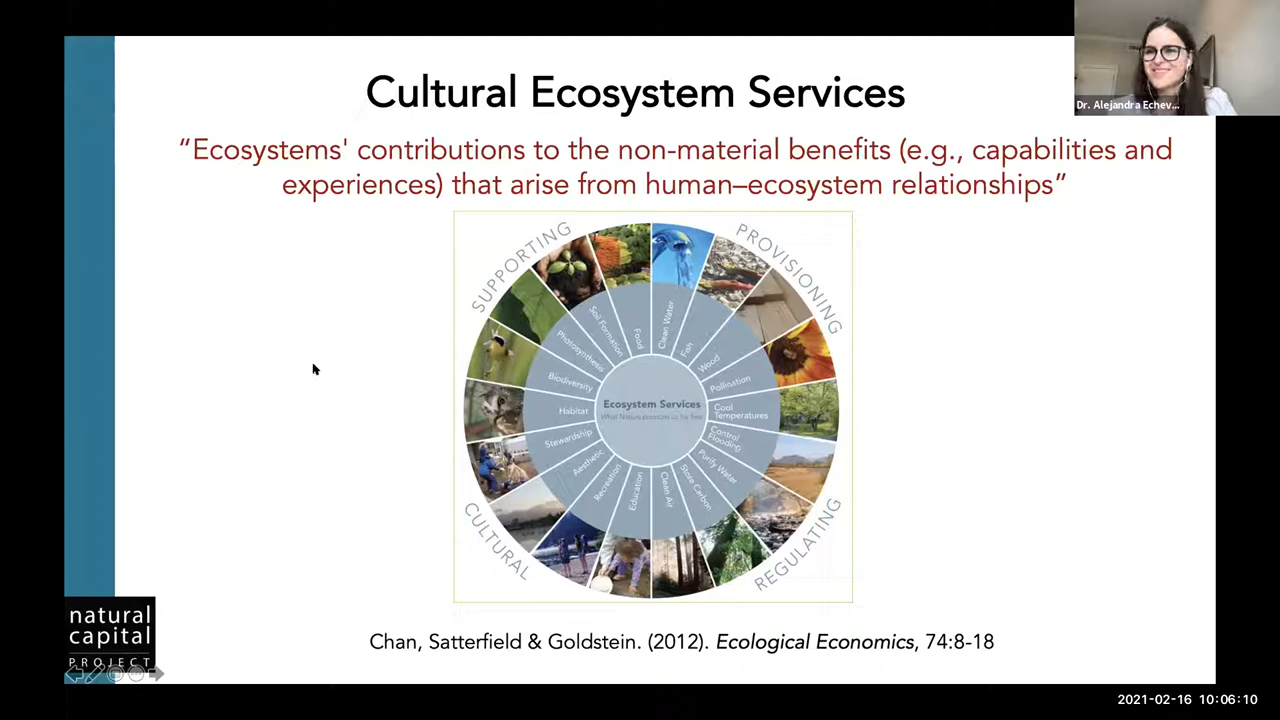 Cultural Ecosystem Services
Dr. Alejandra Echev...
“Ecosystems' contributions to the non-material benefits (e.g., capabilities and
experiences) that arise from human–ecosystem relationships”
SUPPORTING
PROVISIONING
Food
Clean Water
Soil Formation
Fish
Photosynthesis
Wood
Biodiversity
Pollination
Habitat
Ecosystem Services
Cool
Temperatures
Stewardship
Control
Flooding
Aesthetic
Purify Water
Recreation
Store Carbon
Education
Clean Air
CULTURAL
REGULATING
natural
capital
PROJECT
Chan, Satterfield & Goldstein. (2012). Ecological Economics, 74:8-18
2021-02-16 10:06:10